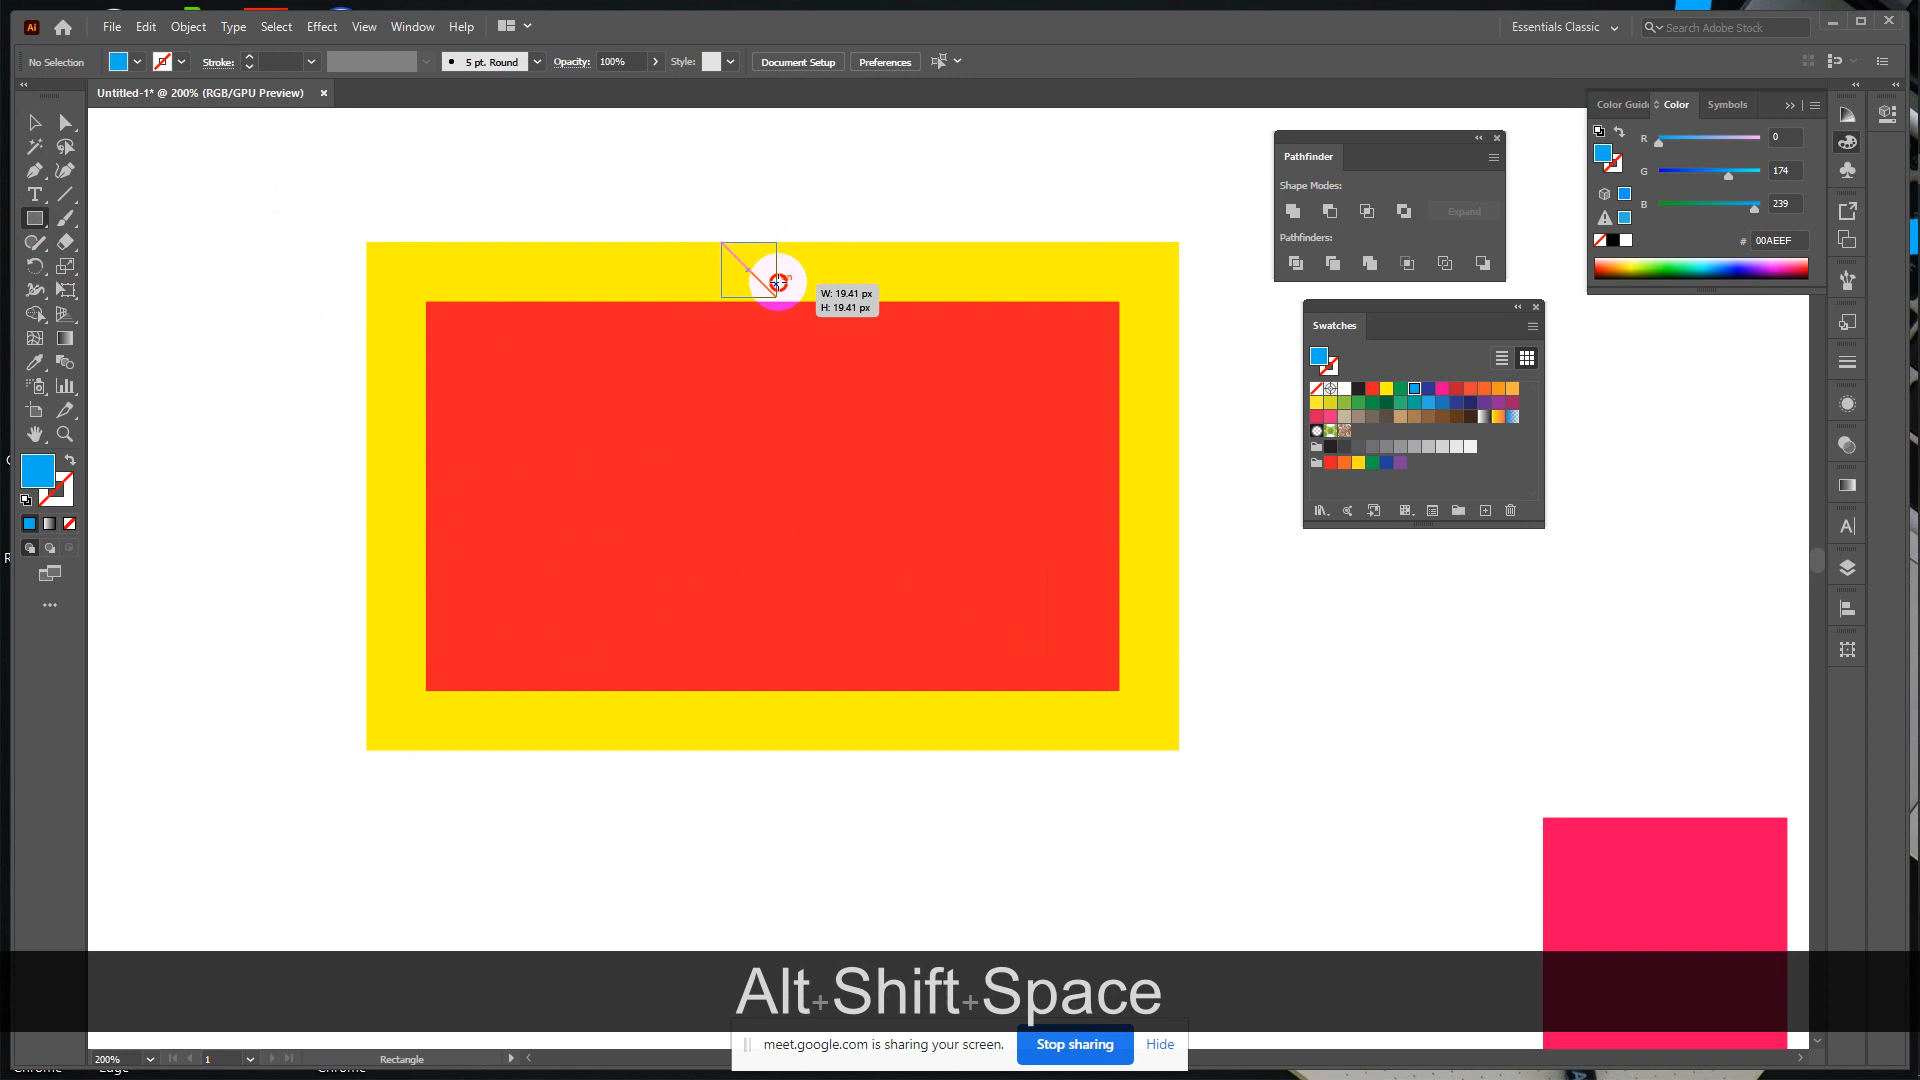 Ai File Edit Object Type Select Effect View Window Help Essentials Classic Search Adobe Stock
No Selection Stroke: 5 pt. Round Opacity: 100% Style: Document Setup Preferences
Untitled-1* @ 200% (RGB/GPU Preview)
Color Guide Color Symbols
R 0
G 174
B 239
# 00AEEF
Pathfinder
Shape Modes:
Expand
Pathfinders:
W: 19.41 px
H: 19.41 px
Swatches
Alt+Shift+Space
meet.google.com is sharing your screen. Stop sharing Hide
200% 1 Rectangle